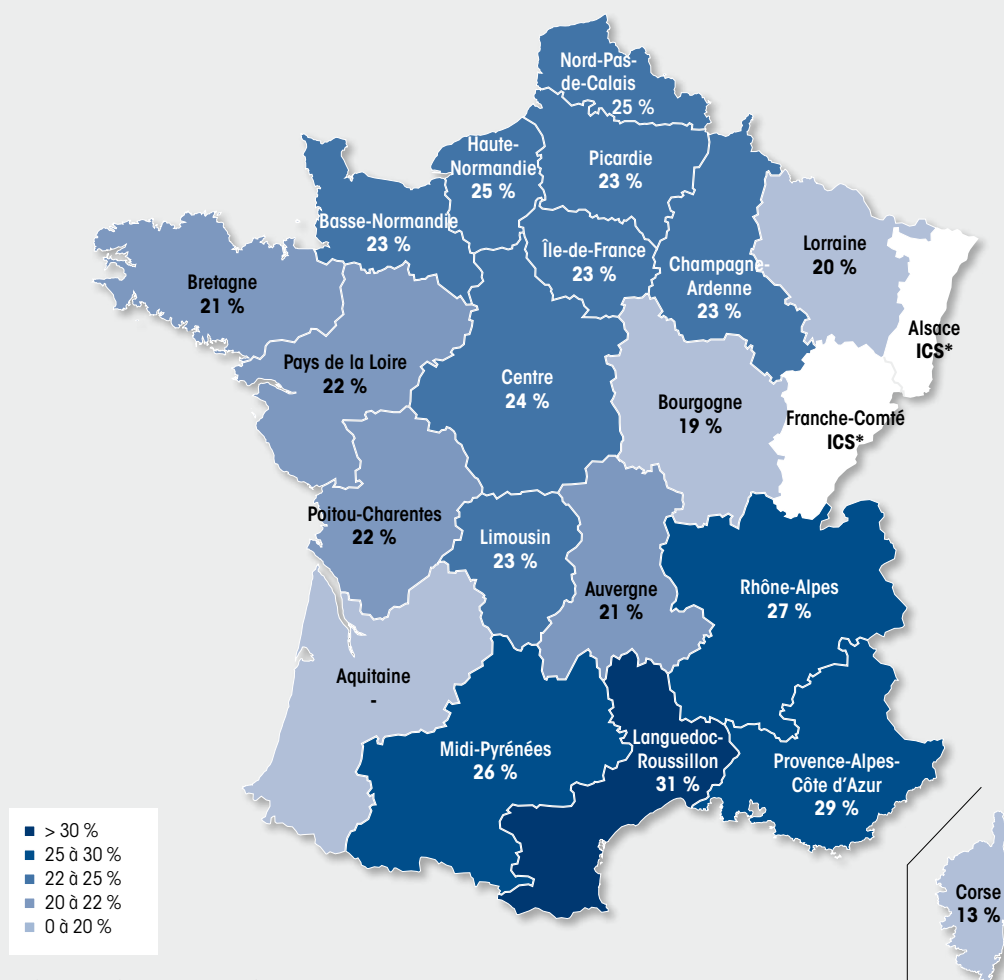 Nord-Pas-
de-Calais
25 %
Haute-
Normandie
25 %
Picardie
23 %
Basse-Normandie
23 %
Île-de-France
23 %
Champagne-
Ardenne
23 %
Lorraine
20 %
Alsace
ICS*
Bretagne
21 %
Pays de la Loire
22 %
Centre
24 %
Bourgogne
19 %
Franche-Comté
ICS*
Poitou-Charentes
22 %
Limousin
23 %
Auvergne
21 %
Rhône-Alpes
27 %
Aquitaine
-
Midi-Pyrénées
26 %
Languedoc-
Roussillon
31 %
Provence-Alpes-
Côte d'Azur
29 %
Corse
13 %
> 30 %
25 à 30 %
22 à 25 %
20 à 22 %
0 à 20 %